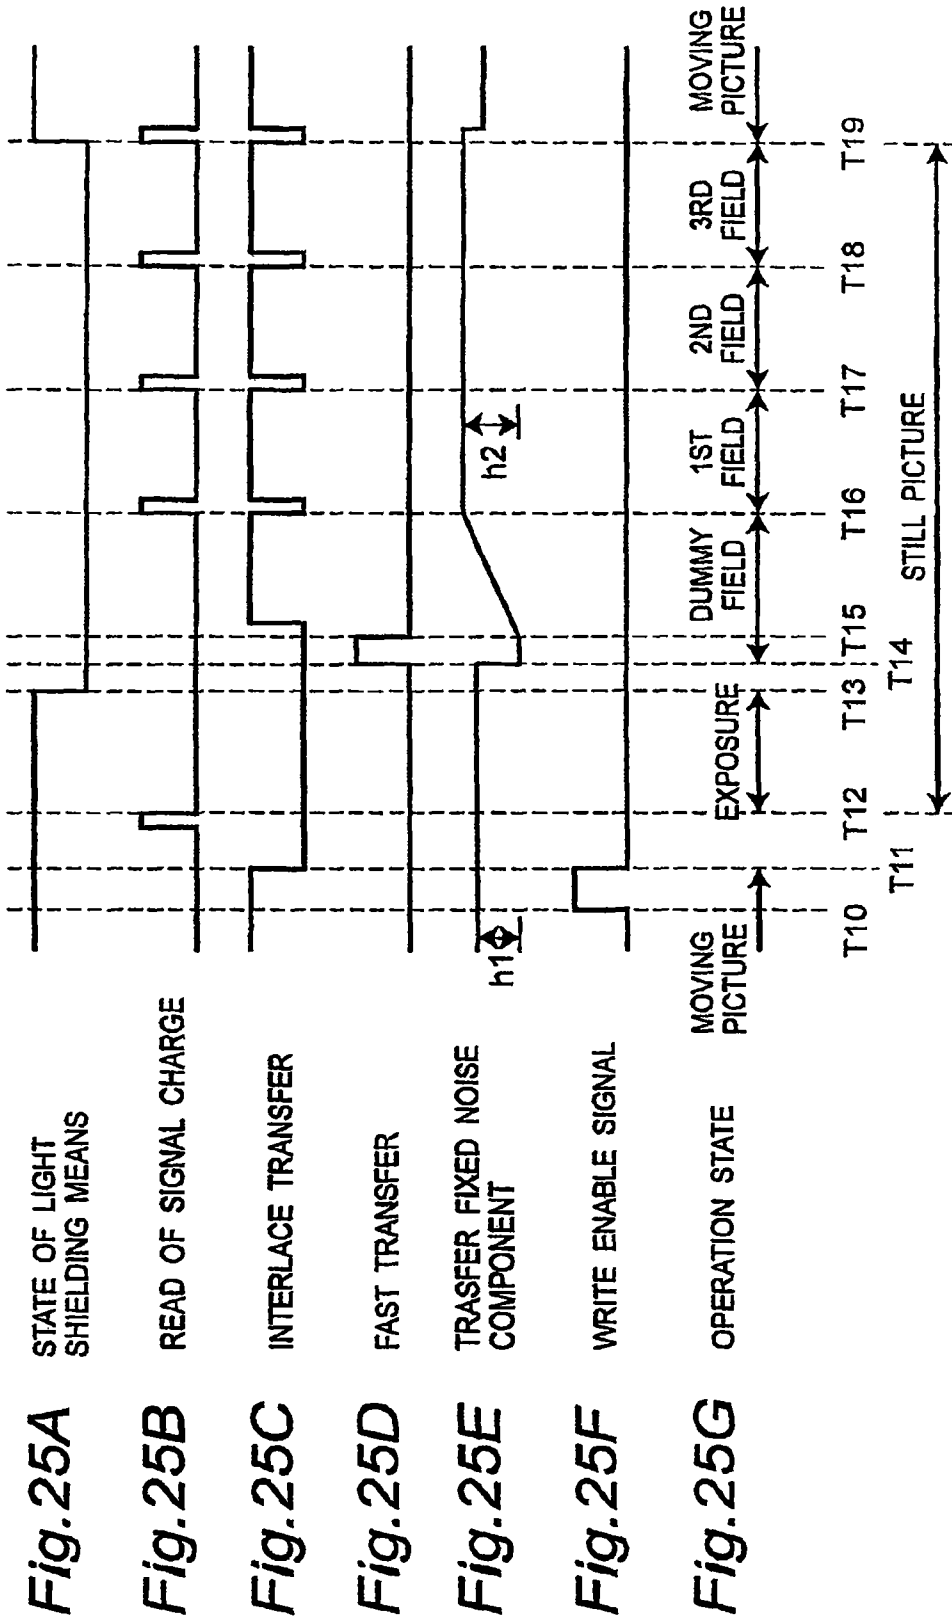 Fig.25A
STATE OF LIGHT
SHIELDING MEANS
Fig.25B
READ OF SIGNAL CHARGE
Fig.25C
INTERLACE TRANSFER
Fig.25D
FAST TRANSFER
Fig.25E
TRASFER FIXED NOISE
COMPONENT
h1
h2
Fig.25F
WRITE ENABLE SIGNAL
Fig.25G
OPERATION STATE
MOVING
PICTURE
EXPOSURE
DUMMY
FIELD
1ST
FIELD
2ND
FIELD
3RD
FIELD
MOVING
PICTURE
T10
T11
T12
T13
T14
T15
T16
T17
T18
T19
STILL PICTURE